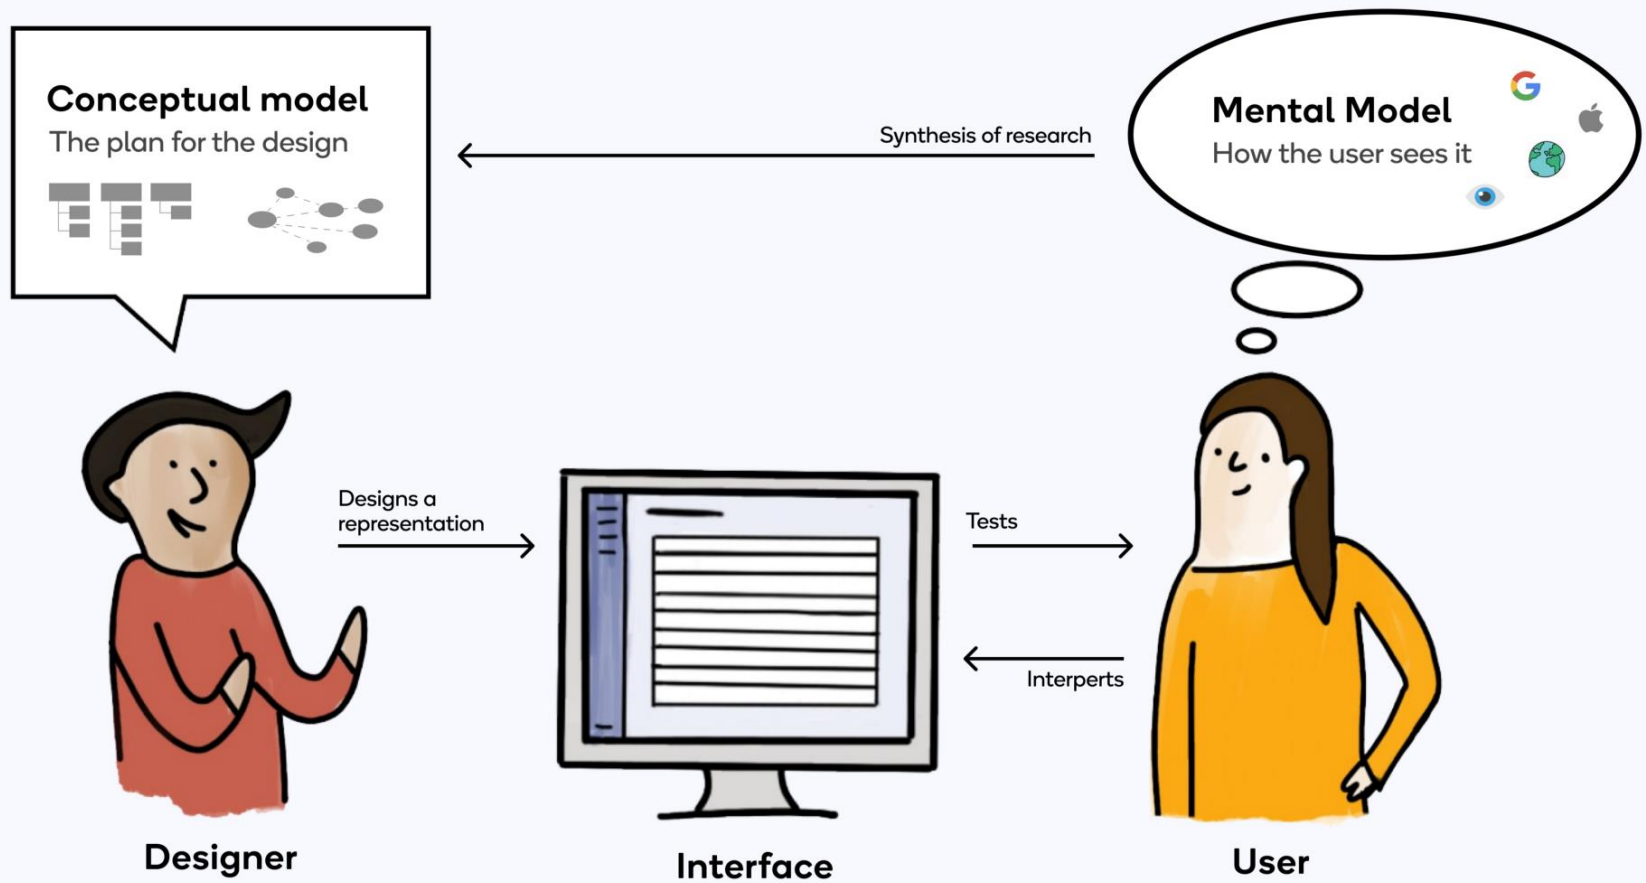 Conceptual model
The plan for the design
Synthesis of research
Mental Model
How the user sees it
Designs a
representation
Tests
Interperts
Designer
Interface
User